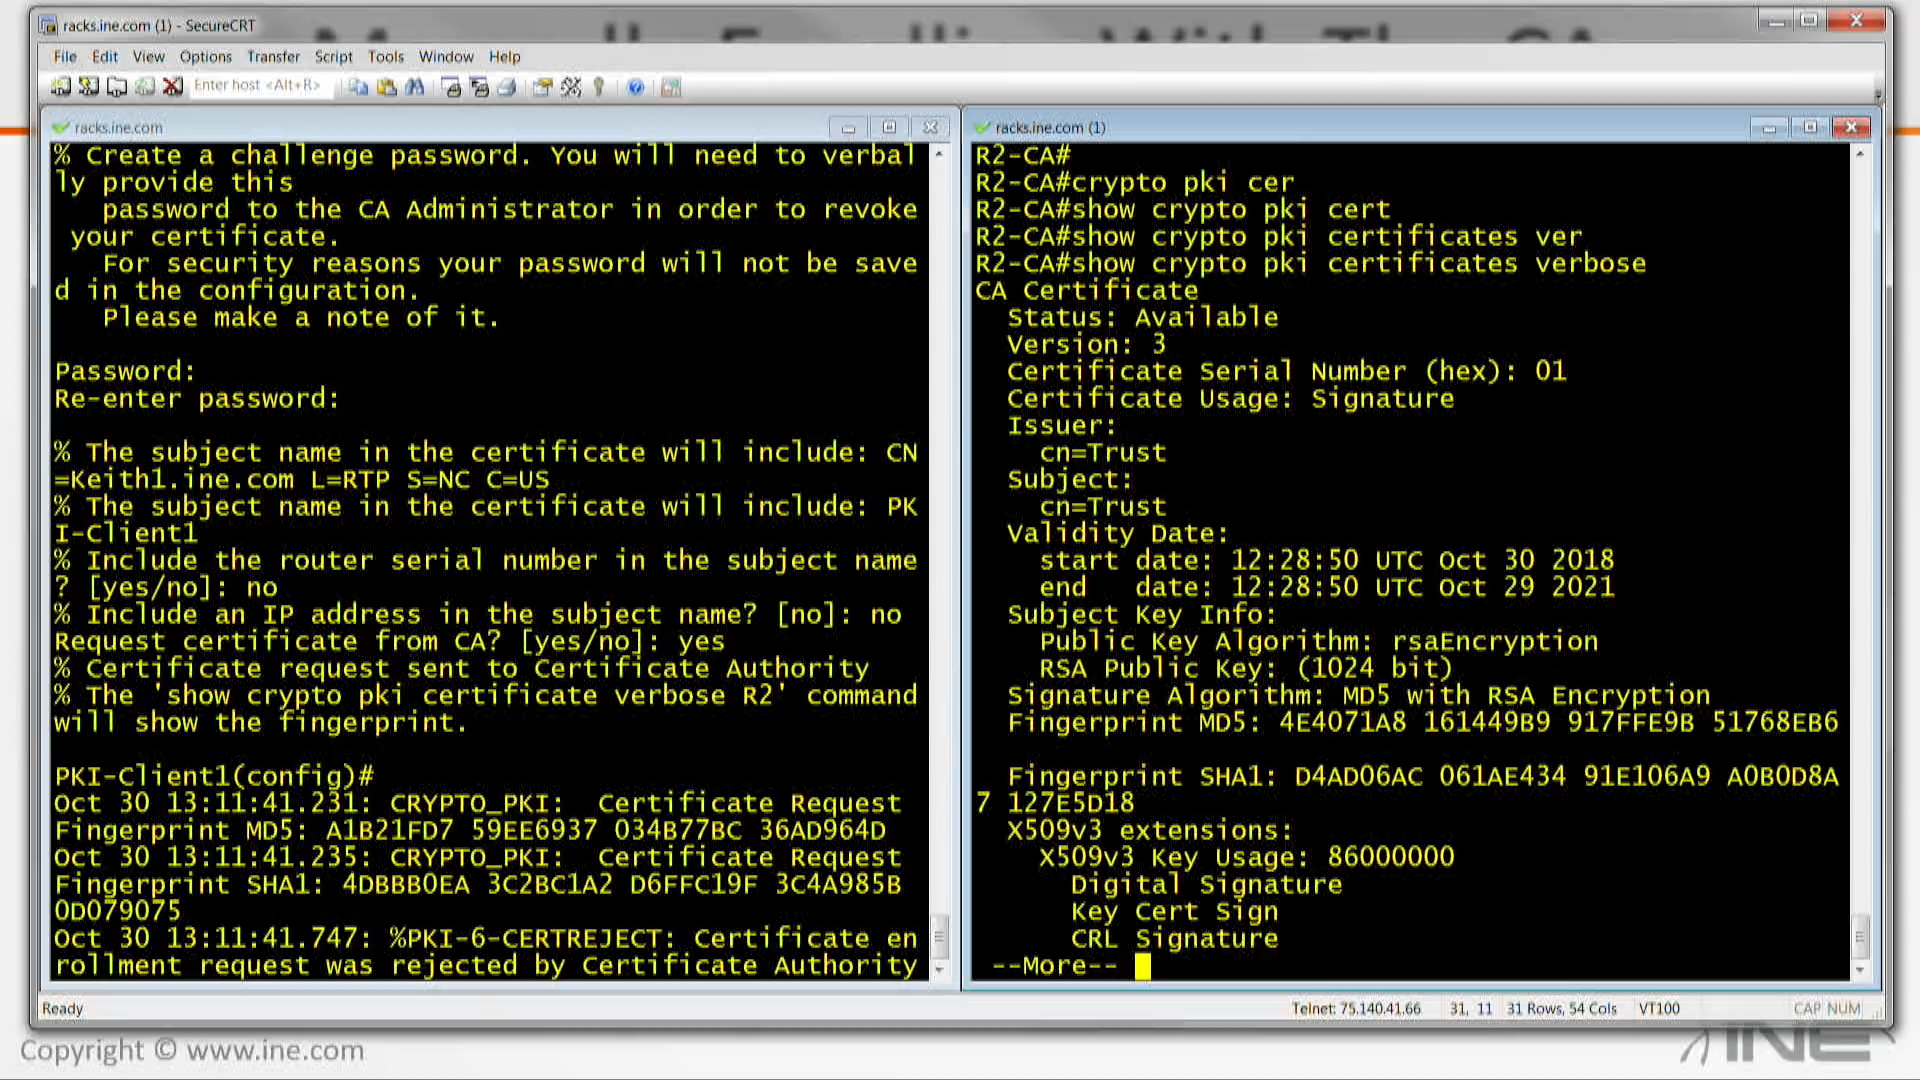 racks.ine.com (1) - SecureCRT
File Edit View Options Transfer Script Tools Window Help
Enter host <Alt+R>
racks.ine.com
% Create a challenge password. You will need to verbal
ly provide this
password to the CA Administrator in order to revoke
your certificate.
For security reasons your password will not be save
d in the configuration.
Please make a note of it.
Password:
Re-enter password:
% The subject name in the certificate will include: CN
=Keith1.ine.com L=RTP S=NC C=US
% The subject name in the certificate will include: PK
I-Client1
% Include the router serial number in the subject name
? [yes/no]: no
% Include an IP address in the subject name? [no]: no
Request certificate from CA? [yes/no]: yes
% Certificate request sent to Certificate Authority
% The 'show crypto pki certificate verbose R2' command
will show the fingerprint.
PKI-Client1(config)#
Oct 30 13:11:41.231: CRYPTO_PKI:  Certificate Request
Fingerprint MD5: A1B21FD7 59EE6937 034B77BC 36AD964D
Oct 30 13:11:41.235: CRYPTO_PKI:  Certificate Request
Fingerprint SHA1: 4DBBB0EA 3C2BC1A2 D6FFC19F 3C4A985B
0D079075
Oct 30 13:11:41.747: %PKI-6-CERTREJECT: Certificate en
rollment request was rejected by Certificate Authority
racks.ine.com (1)
R2-CA#
R2-CA#crypto pki cer
R2-CA#show crypto pki cert
R2-CA#show crypto pki certificates ver
R2-CA#show crypto pki certificates verbose
CA Certificate
Status: Available
Version: 3
Certificate Serial Number (hex): 01
Certificate Usage: Signature
Issuer:
cn=Trust
Subject:
cn=Trust
Validity Date:
start date: 12:28:50 UTC Oct 30 2018
end   date: 12:28:50 UTC Oct 29 2021
Subject Key Info:
Public Key Algorithm: rsaEncryption
RSA Public Key: (1024 bit)
Signature Algorithm: MD5 with RSA Encryption
Fingerprint MD5: 4E4071A8 161449B9 917FFE9B 51768EB6
Fingerprint SHA1: D4AD06AC 061AE434 91E106A9 A0B0D8A
7 127E5D18
X509v3 extensions:
X509v3 Key Usage: 86000000
Digital Signature
Key Cert Sign
CRL Signature
--More--
Ready
Telnet: 75.140.41.66 31, 11 31 Rows, 54 Cols VT100 CAP NUM
Copyright © www.ine.com
INE